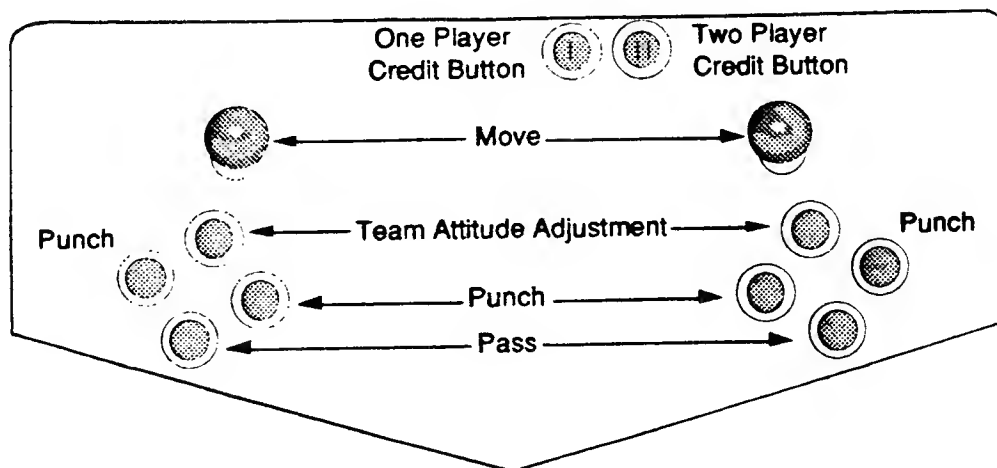 One Player
Credit Button
I
II
Two Player
Credit Button
Move
Team Attitude Adjustment
Punch
Punch
Punch
Pass